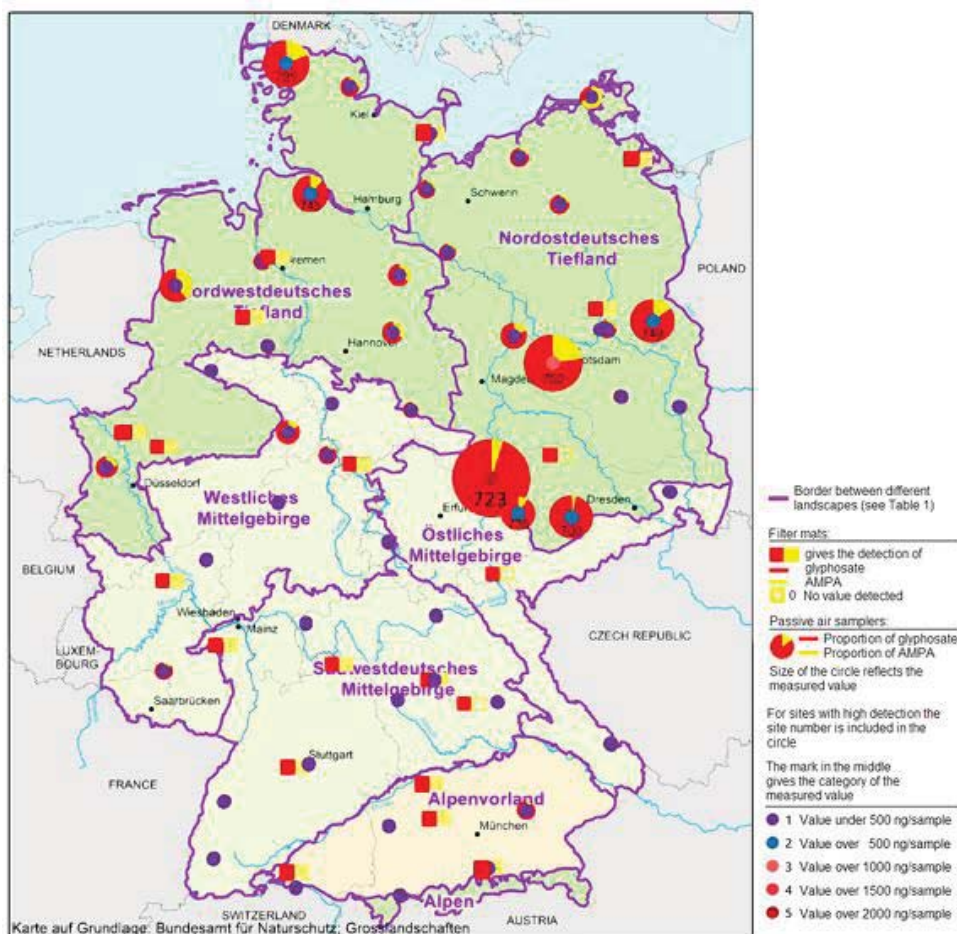 DENMARK
Kiel
Hamburg
Schwerin
Nordostdeutsches
Tiefland
POLAND
Bremen
Nordwestdeutsches
Tiefland
NETHERLANDS
Hannover
Potsdam
Magde
Düsseldorf
723
Dresden
Erfu
Westliches
Mittelgebirge
Östliches
Mittelgebirge
BELGIUM
Wiesbaden
Mainz
LUXEM-
BOURG
CZECH REPUBLIC
Südwestdeutsches
Mittelgebirge
Saarbrücken
Stuttgart
FRANCE
Alpenvorland
München
Alpen
SWITZERLAND
AUSTRIA
Karte auf Grundlage: Bundesamt für Naturschutz; Grosslandschaften
Border between different
landscapes (see Table 1)
Filter mats:
gives the detection of
glyphosate
AMPA
0 No value detected
Passive air samplers:
Proportion of glyphosate
Proportion of AMPA
Size of the circle reflects the
measured value
For sites with high detection the
site number is included in the
circle
The mark in the middle
gives the category of the
measured value
1 Value under 500 ng/sample
2 Value over 500 ng/sample
3 Value over 1000 ng/sample
4 Value over 1500 ng/sample
5 Value over 2000 ng/sample